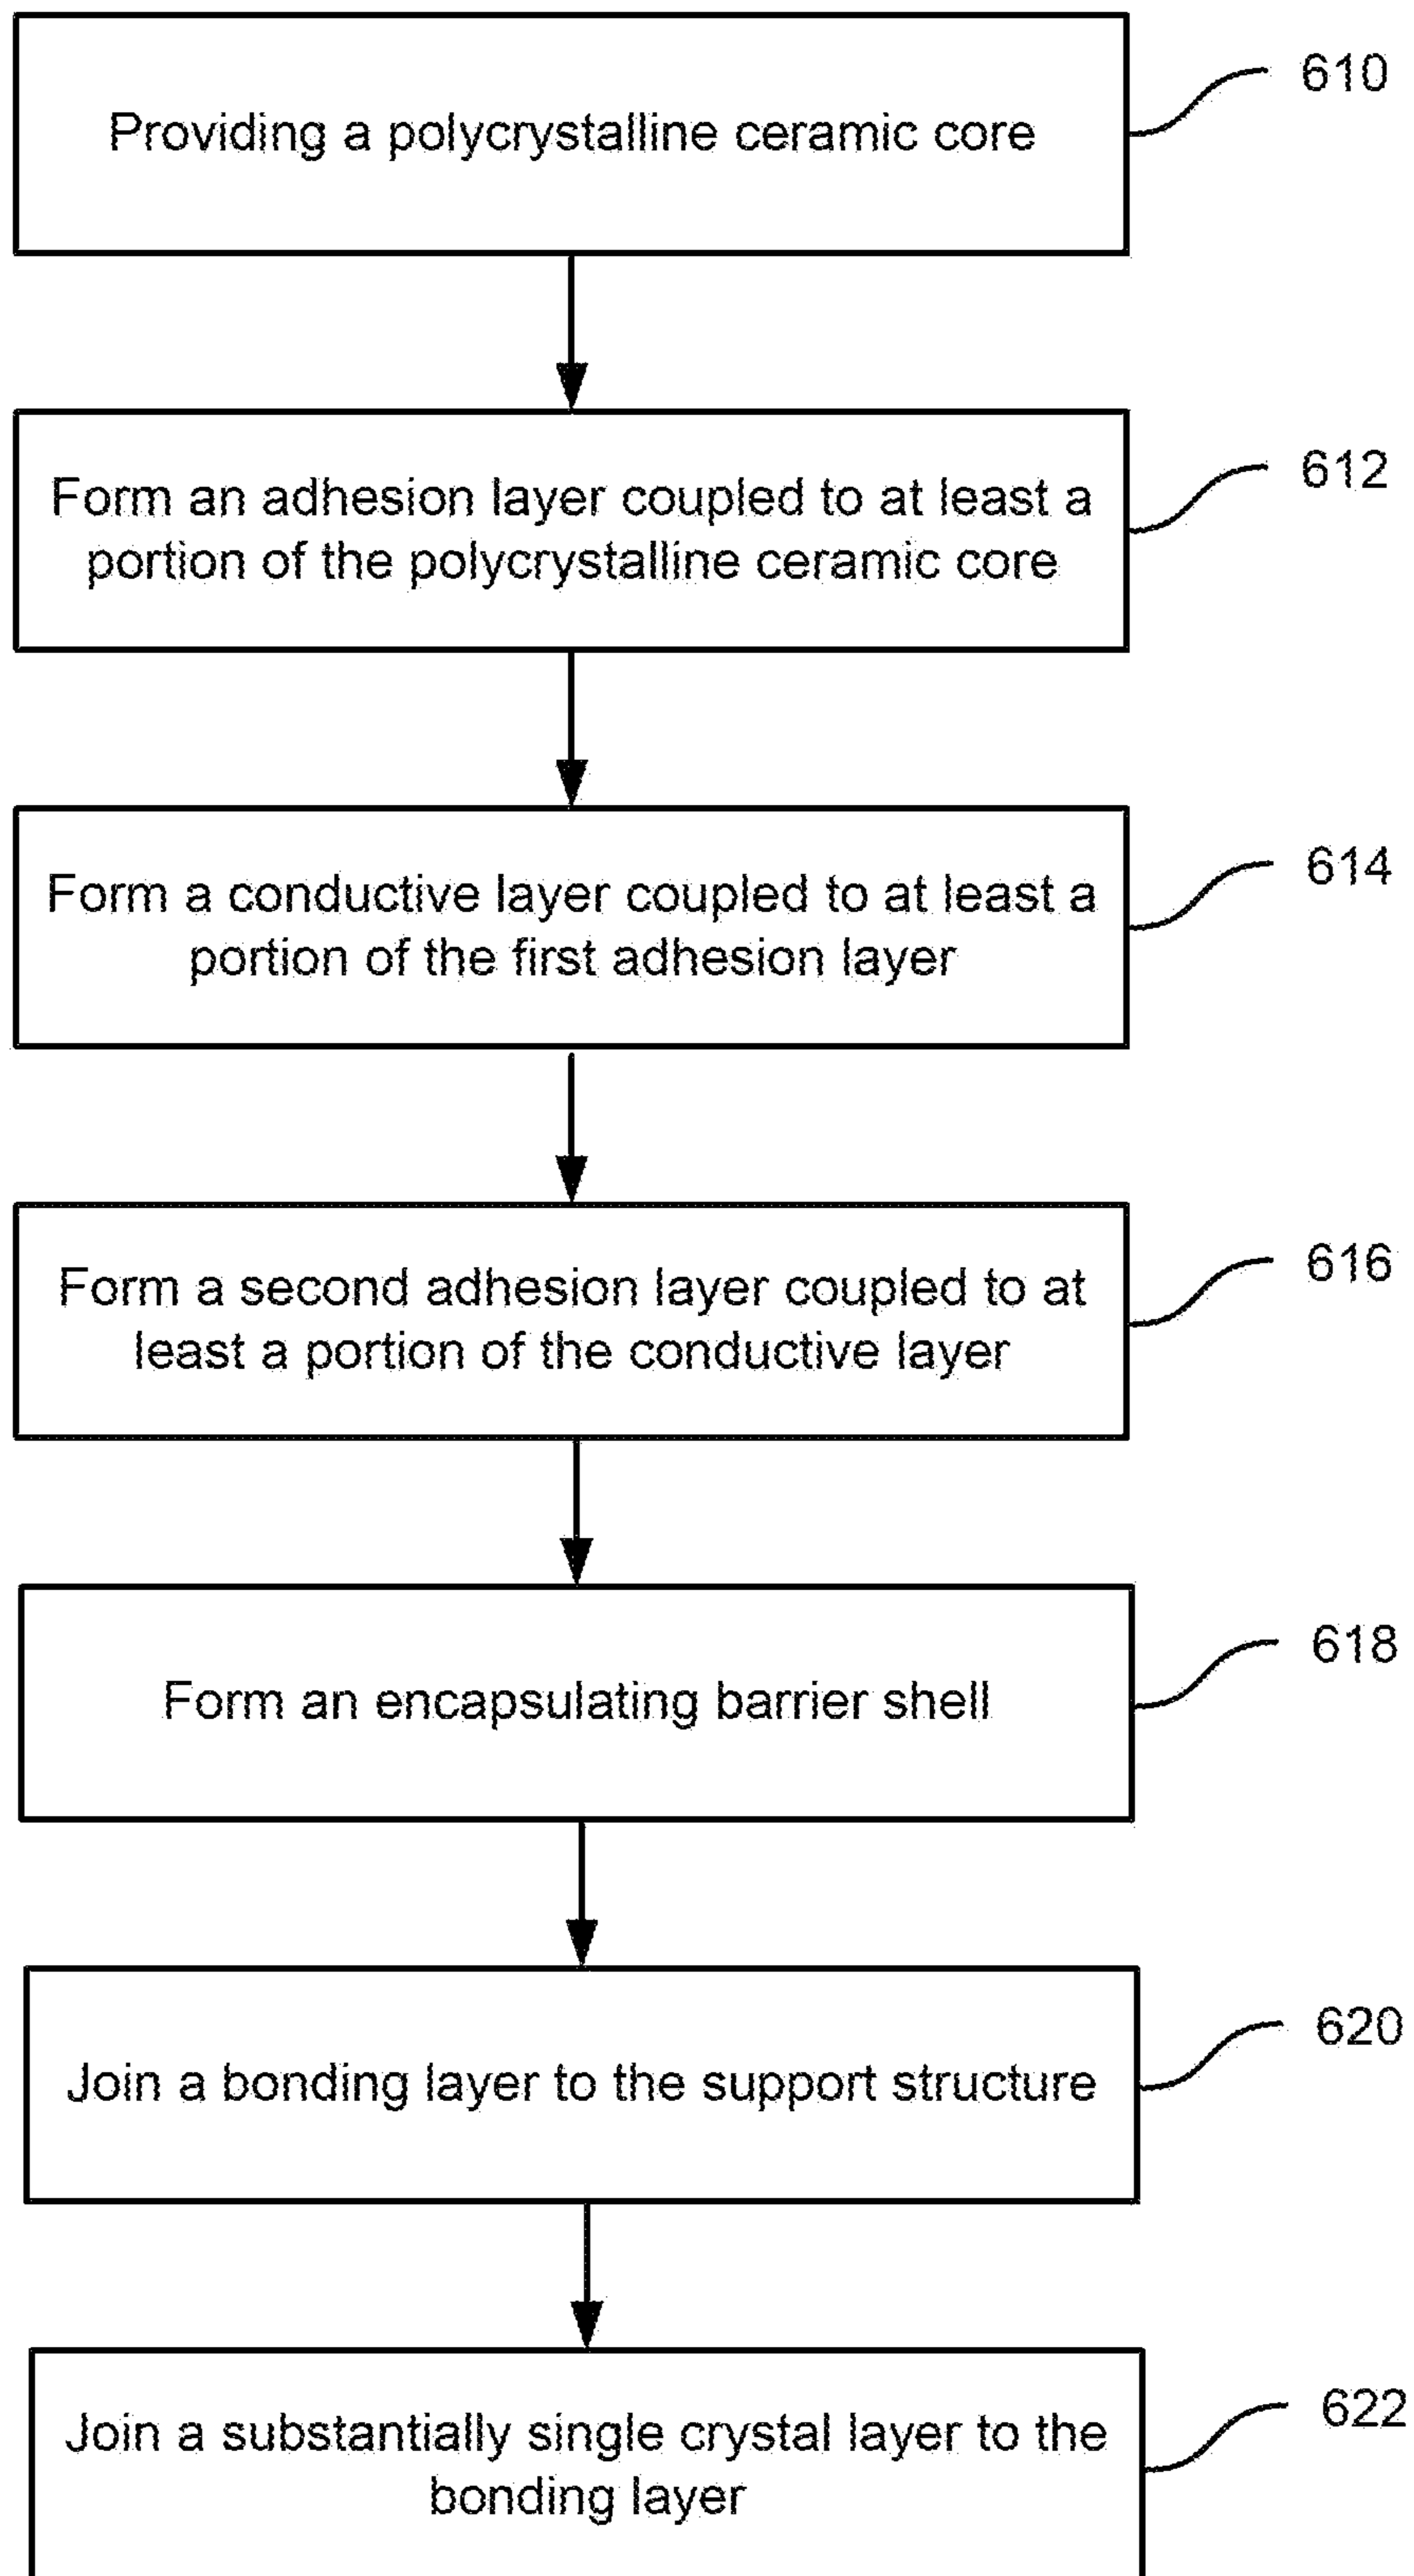 Providing a polycrystalline ceramic core
610
Form an adhesion layer coupled to at least a
portion of the polycrystalline ceramic core
612
Form a conductive layer coupled to at least a
portion of the first adhesion layer
614
Form a second adhesion layer coupled to at
least a portion of the conductive layer
616
Form an encapsulating barrier shell
618
Join a bonding layer to the support structure
620
Join a substantially single crystal layer to the
bonding layer
622